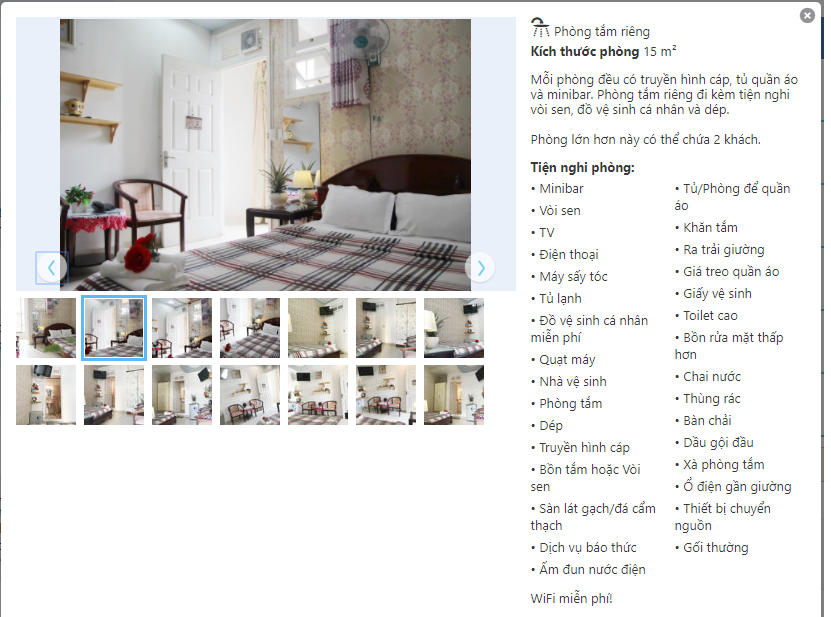 Phòng tắm riêng
Kích thước phòng 15 m²
Mỗi phòng đều có truyền hình cáp, tủ quần áo
và minibar. Phòng tắm riêng đi kèm tiện nghi
vòi sen, đồ vệ sinh cá nhân và dép.
Phòng lớn hơn này có thể chứa 2 khách.
Tiện nghi phòng:
• Minibar
• Vòi sen
• TV
• Điện thoại
• Máy sấy tóc
• Tủ lạnh
• Đồ vệ sinh cá nhân
miễn phí
• Quạt máy
• Nhà vệ sinh
• Phòng tắm
• Dép
• Truyền hình cáp
• Bồn tắm hoặc Vòi
sen
• Sàn lát gạch/đá cẩm
thạch
• Dịch vụ báo thức
• Ấm đun nước điện
• Tủ/Phòng để quần
áo
• Khăn tắm
• Ra trải giường
• Giá treo quần áo
• Giấy vệ sinh
• Toilet cao
• Bồn rửa mặt thấp
hơn
• Chai nước
• Thùng rác
• Bàn chải
• Dầu gội đầu
• Xà phòng tắm
• Ổ điện gần giường
• Thiết bị chuyển
nguồn
• Gối thường
WiFi miễn phí!